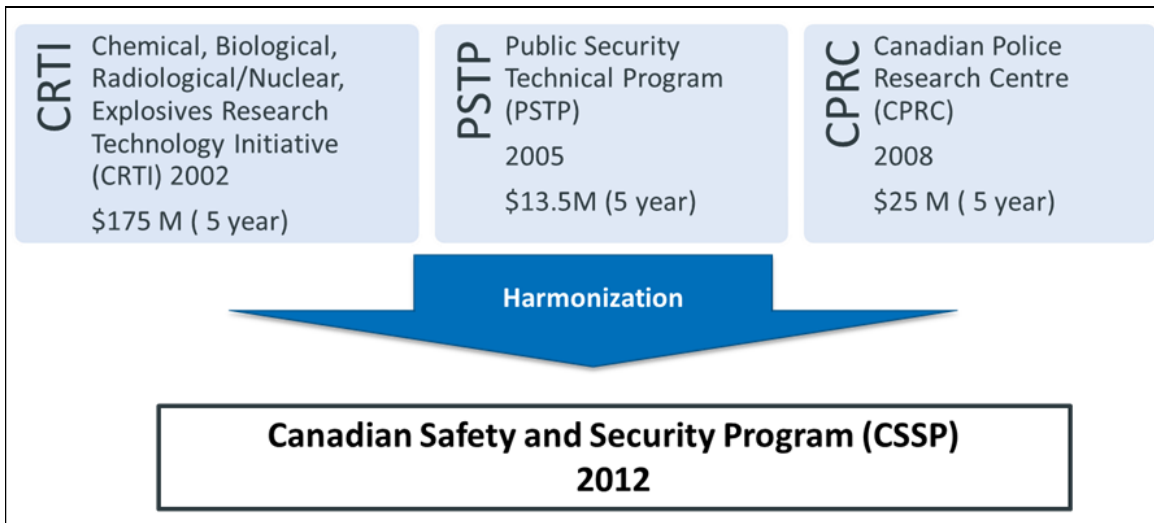 CRTI
Chemical, Biological,
Radiological/Nuclear,
Explosives Research
Technology Initiative
(CRTI) 2002
$175 M ( 5 year)
PSTP
Public Security
Technical Program
(PSTP)
2005
$13.5M (5 year)
CPRC
Canadian Police
Research Centre
(CPRC)
2008
$25 M ( 5 year)
Harmonization
Canadian Safety and Security Program (CSSP)
2012